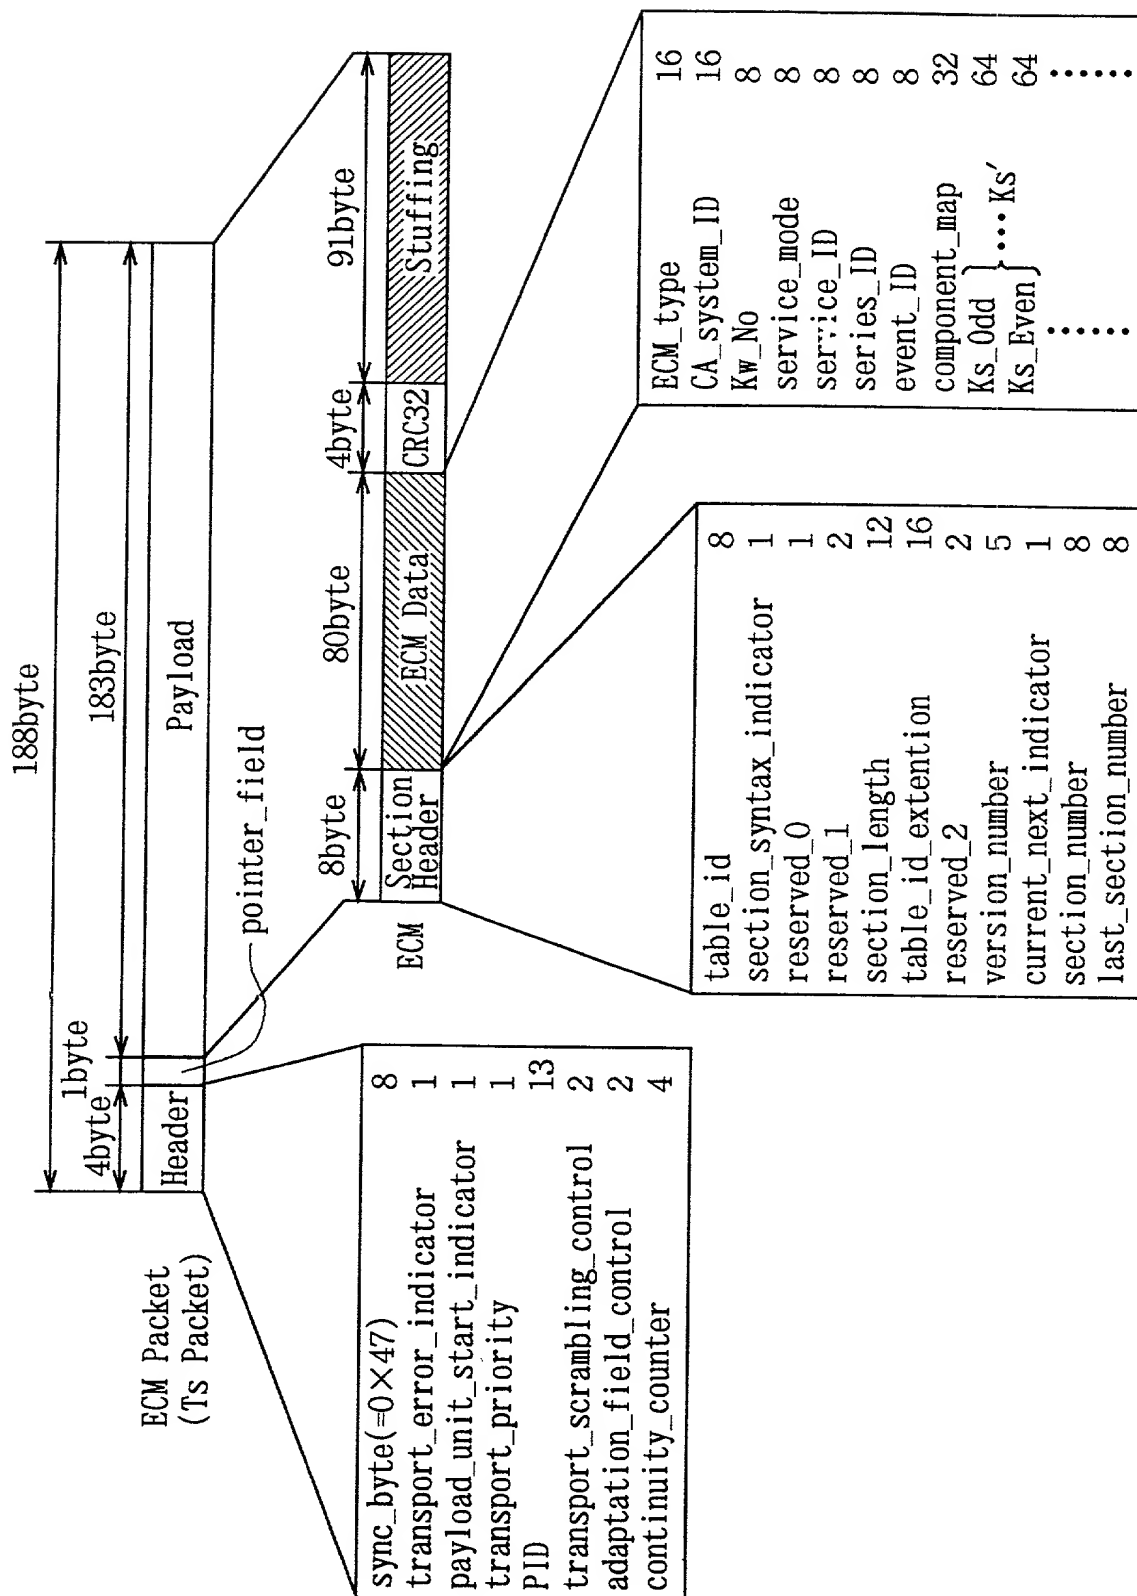 188byte
4byte 1byte 183byte
ECM Packet
(Ts Packet)
Header
Payload
pointer_field
8byte 80byte 4byte 91byte
ECM
Section
Header
ECM Data
CRC32
Stuffing
sync_byte(=0×47) 8
transport_error_indicator 1
payload_unit_start_indicator 1
transport_priority 1
PID 13
transport_scrambling_control 2
adaptation_field_control 2
continuity_counter 4
table_id 8
section_syntax_indicator 1
reserved_0 1
reserved_1 2
section_length 12
table_id_extention 16
reserved_2 2
version_number 5
current_next_indicator 1
section_number 8
last_section_number 8
ECM_type 16
CA_system_ID 16
Kw_No 8
service_mode 8
service_ID 8
series_ID 8
event_ID 8
component_map 32
Ks_Odd 64
Ks_Even 64
}····Ks′
······ ······